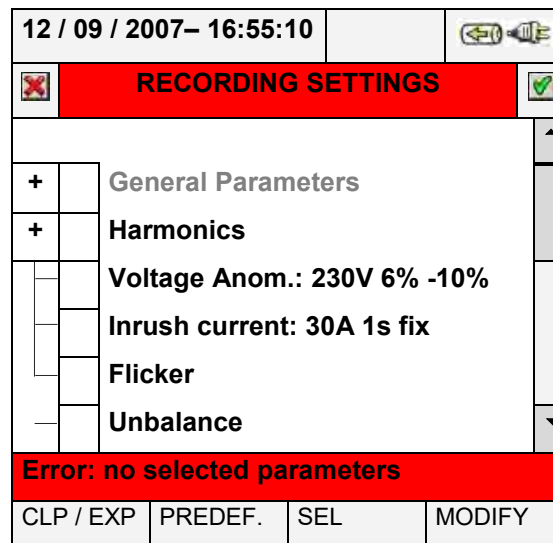 12 / 09 / 2007– 16:55:10
RECORDING SETTINGS
+ General Parameters
+ Harmonics
Voltage Anom.: 230V 6% -10%
Inrush current: 30A 1s fix
Flicker
Unbalance
Error: no selected parameters
CLP / EXP PREDEF. SEL MODIFY